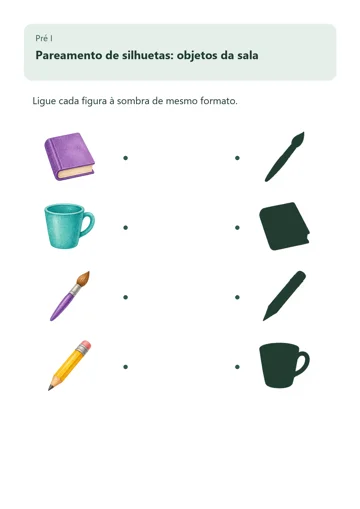 Pré I
Pareamento de silhuetas: objetos da sala
Ligue cada figura à sombra de mesmo formato.